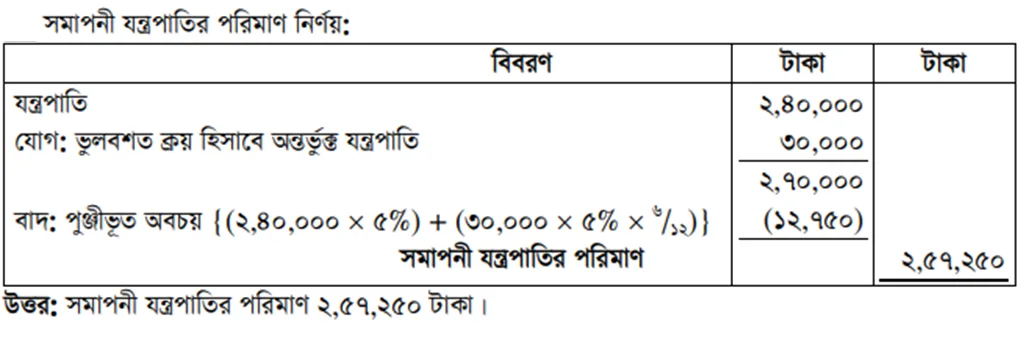 সমাপনী যন্ত্রপাতির পরিমাণ নির্ণয়:
বিবরণ টাকা টাকা
যন্ত্রপাতি ২,৪০,০০০
যোগ: ভুলবশত ক্রয় হিসাবে অন্তর্ভুক্ত যন্ত্রপাতি ৩০,০০০
২,৭০,০০০
বাদ: পুঞ্জীভূত অবচয় {(২,৪০,০০০ × ৫%) + (৩০,০০০ × ৫% × ৬/১২)} (১২,৭৫০)
সমাপনী যন্ত্রপাতির পরিমাণ ২,৫৭,২৫০
উত্তর: সমাপনী যন্ত্রপাতির পরিমাণ ২,৫৭,২৫০ টাকা।